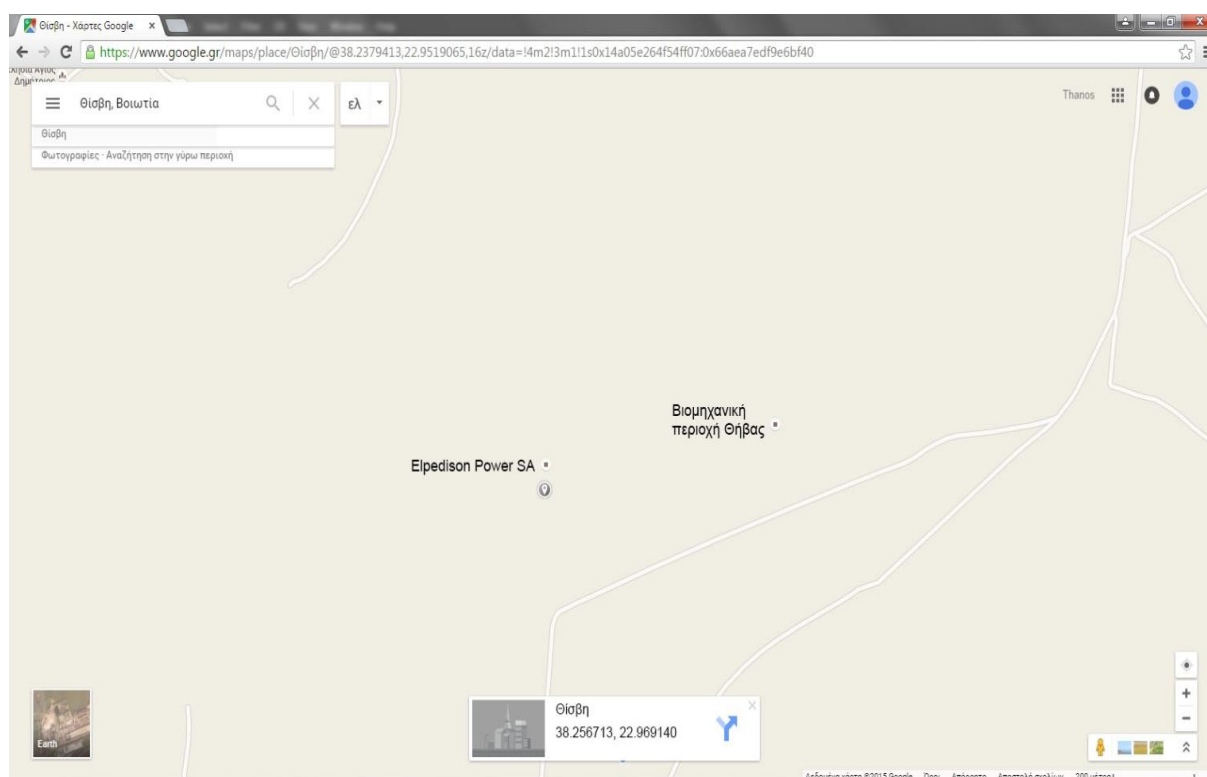 Θίσβη - Χάρτες Google
https://www.google.gr/maps/place/Θίσβη/@38.2379413,22.9519065,16z/data=!4m2!3m1!1s0x14a05e264f54ff07:0x66aea7edf9e6bf40
Θίσβη, Βοιωτία
ελ
Thanos
Θίσβη
Φωτογραφίες · Αναζήτηση στην γύρω περιοχή
Βιομηχανική
περιοχή Θήβας
Elpedison Power SA
Θίσβη
38.256713, 22.969140
Earth